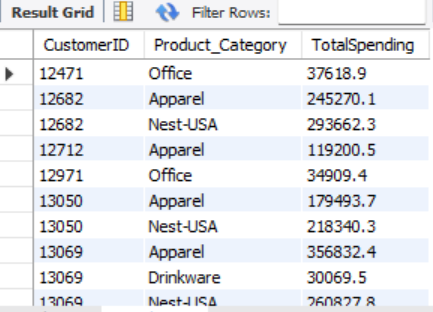 Result Grid Filter Rows:
CustomerID Product_Category TotalSpending
12471 Office 37618.9
12682 Apparel 245270.1
12682 Nest-USA 293662.3
12712 Apparel 119200.5
12971 Office 34909.4
13050 Apparel 179493.7
13050 Nest-USA 218340.3
13069 Apparel 356832.4
13069 Drinkware 30069.5
13069 Nest-USA 260827.8